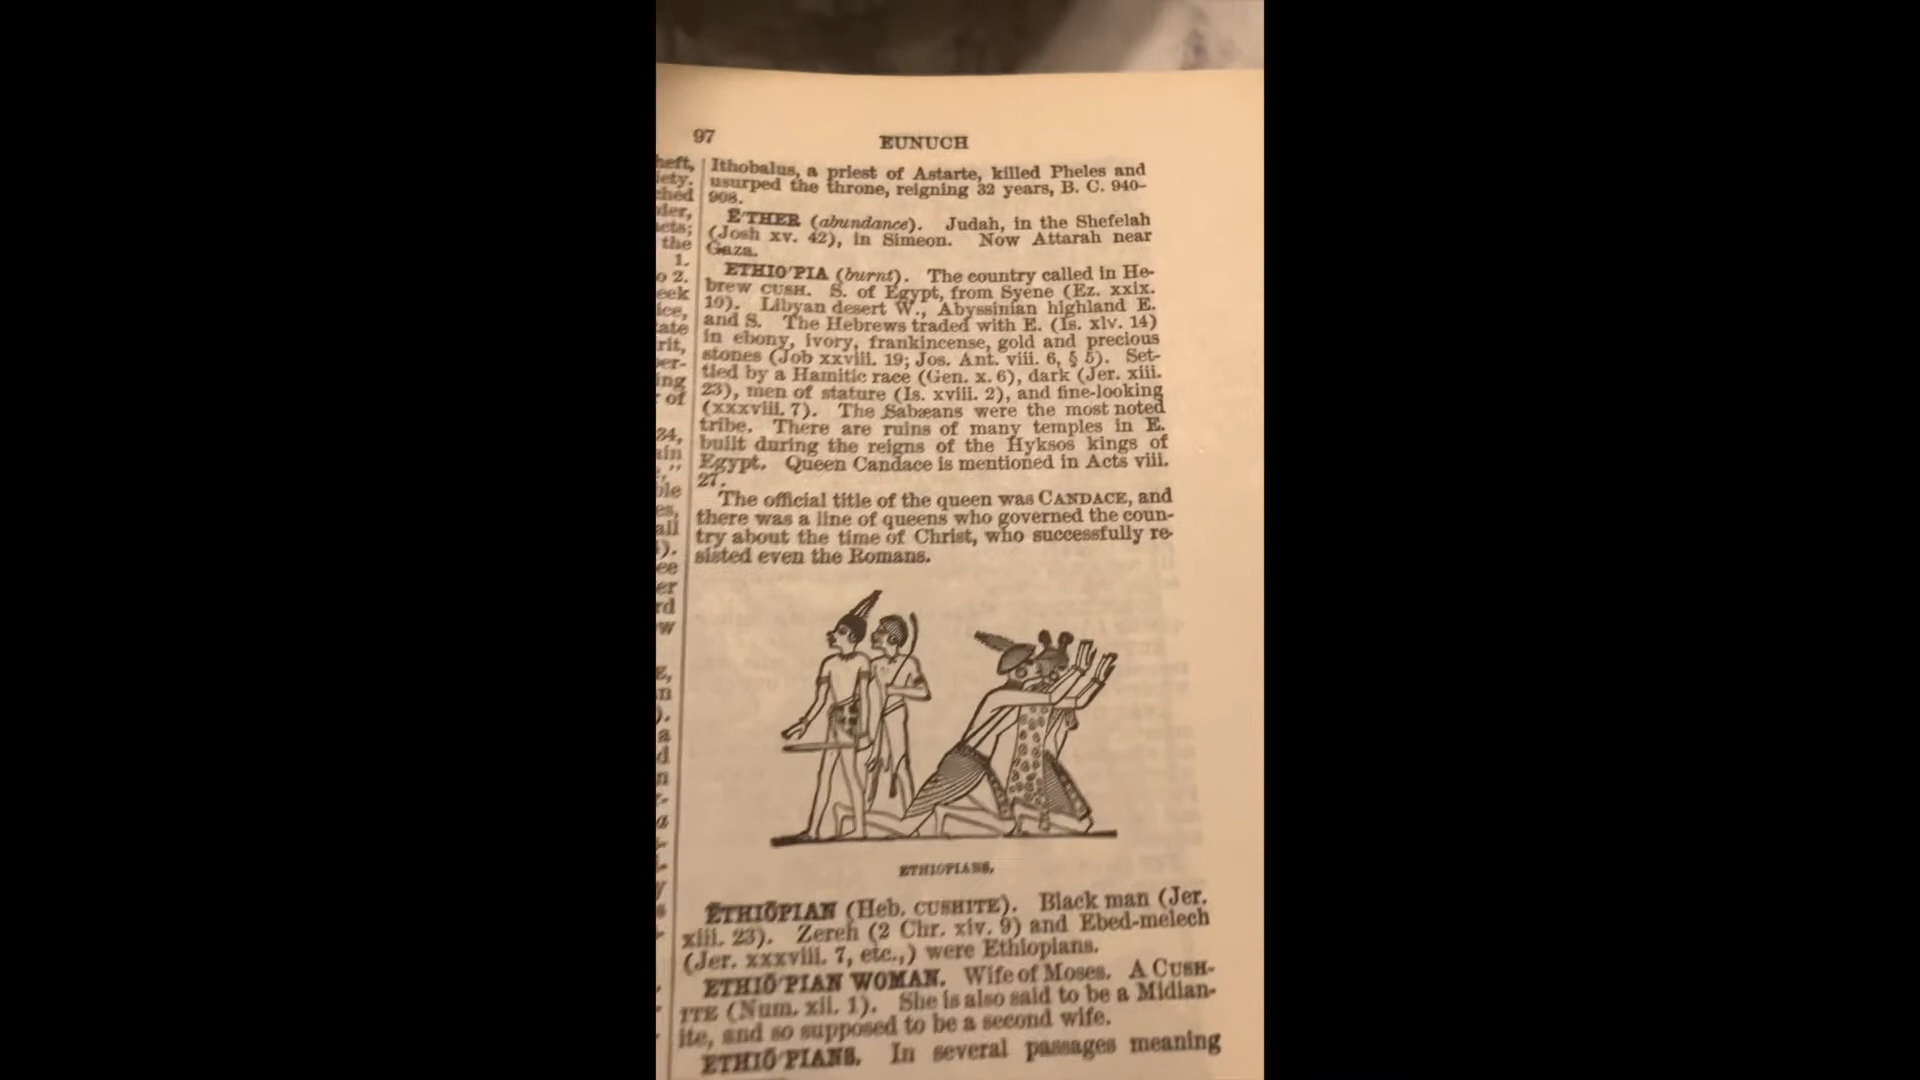 97
EUNUCH
Ithobalus, a priest of Astarte, killed Pheles and
usurped the throne, reigning 32 years, B. C. 940-
908.
E'THER (abundance). Judah, in the Shefelah
(Josh xv. 42), in Simeon. Now Attarah near
Gaza.
ETHIO'PIA (burnt). The country called in He-
brew CUSH. S. of Egypt, from Syene (Ez. xxix.
10). Libyan desert W., Abyssinian highland E.
and S. The Hebrews traded with E. (Is. xlv. 14)
in ebony, ivory, frankincense, gold and precious
stones (Job xxviii. 19; Jos. Ant. viii. 6, § 5). Set-
tled by a Hamitic race (Gen. x. 6), dark (Jer. xiii.
23), men of stature (Is. xviii. 2), and fine-looking
(xxxviii. 7). The Sabæans were the most noted
tribe. There are ruins of many temples in E.
built during the reigns of the Hyksos kings of
Egypt. Queen Candace is mentioned in Acts viii.
27.
The official title of the queen was CANDACE, and
there was a line of queens who governed the coun-
try about the time of Christ, who successfully re-
sisted even the Romans.
ETHIOPIANS.
ĒTHIŌPIAN (Heb. CUSHITE). Black man (Jer.
xiii. 23). Zereh (2 Chr. xiv. 9) and Ebed-melech
(Jer. xxxviii. 7, etc.,) were Ethiopians.
ETHIŌ'PIAN WOMAN. Wife of Moses. A CUSH-
ITE (Num. xii. 1). She is also said to be a Midian-
ite, and so supposed to be a second wife.
ETHIŌ'PIANS. In several passages meaning